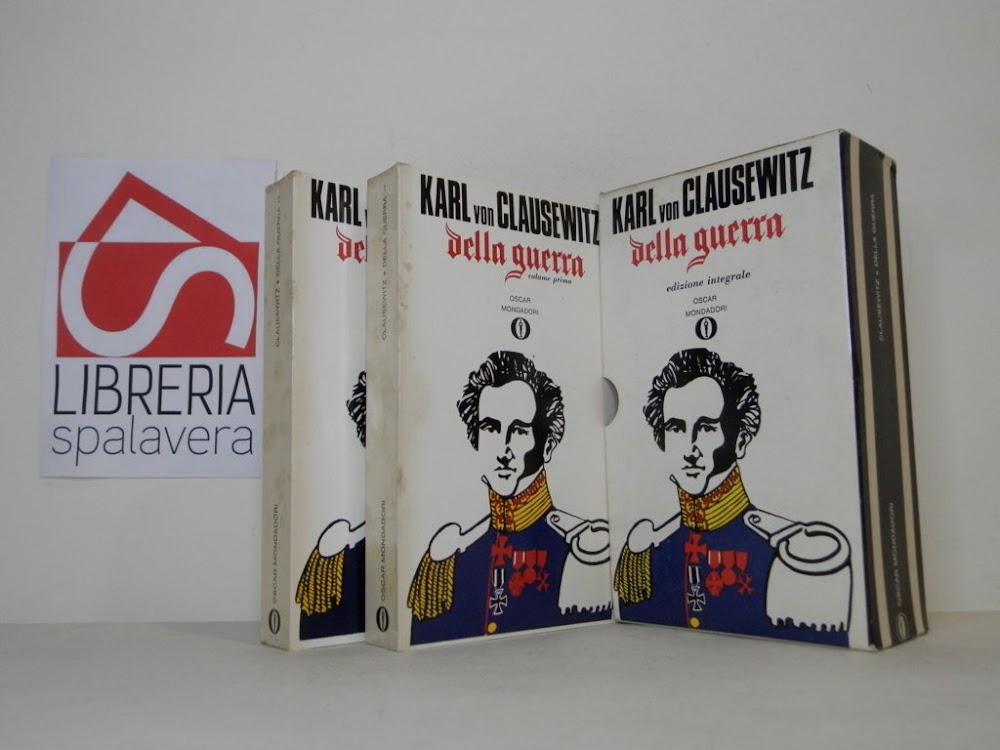 LIBRERIA
spalavera
CLAUSEWITZ • DELLA GUERRA
OSCAR MONDADORI
KARL v
de
CLAUSEWITZ • DELLA GUERRA
OSCAR MONDADORI
KARL von CLAUSEWITZ
della guerra
volume primo
OSCAR
MONDADORI
KARL von CLAUSEWITZ
della guerra
edizione integrale
OSCAR
MONDADORI
CLAUSEWITZ • DELLA GUERRA
OSCAR MONDADORI